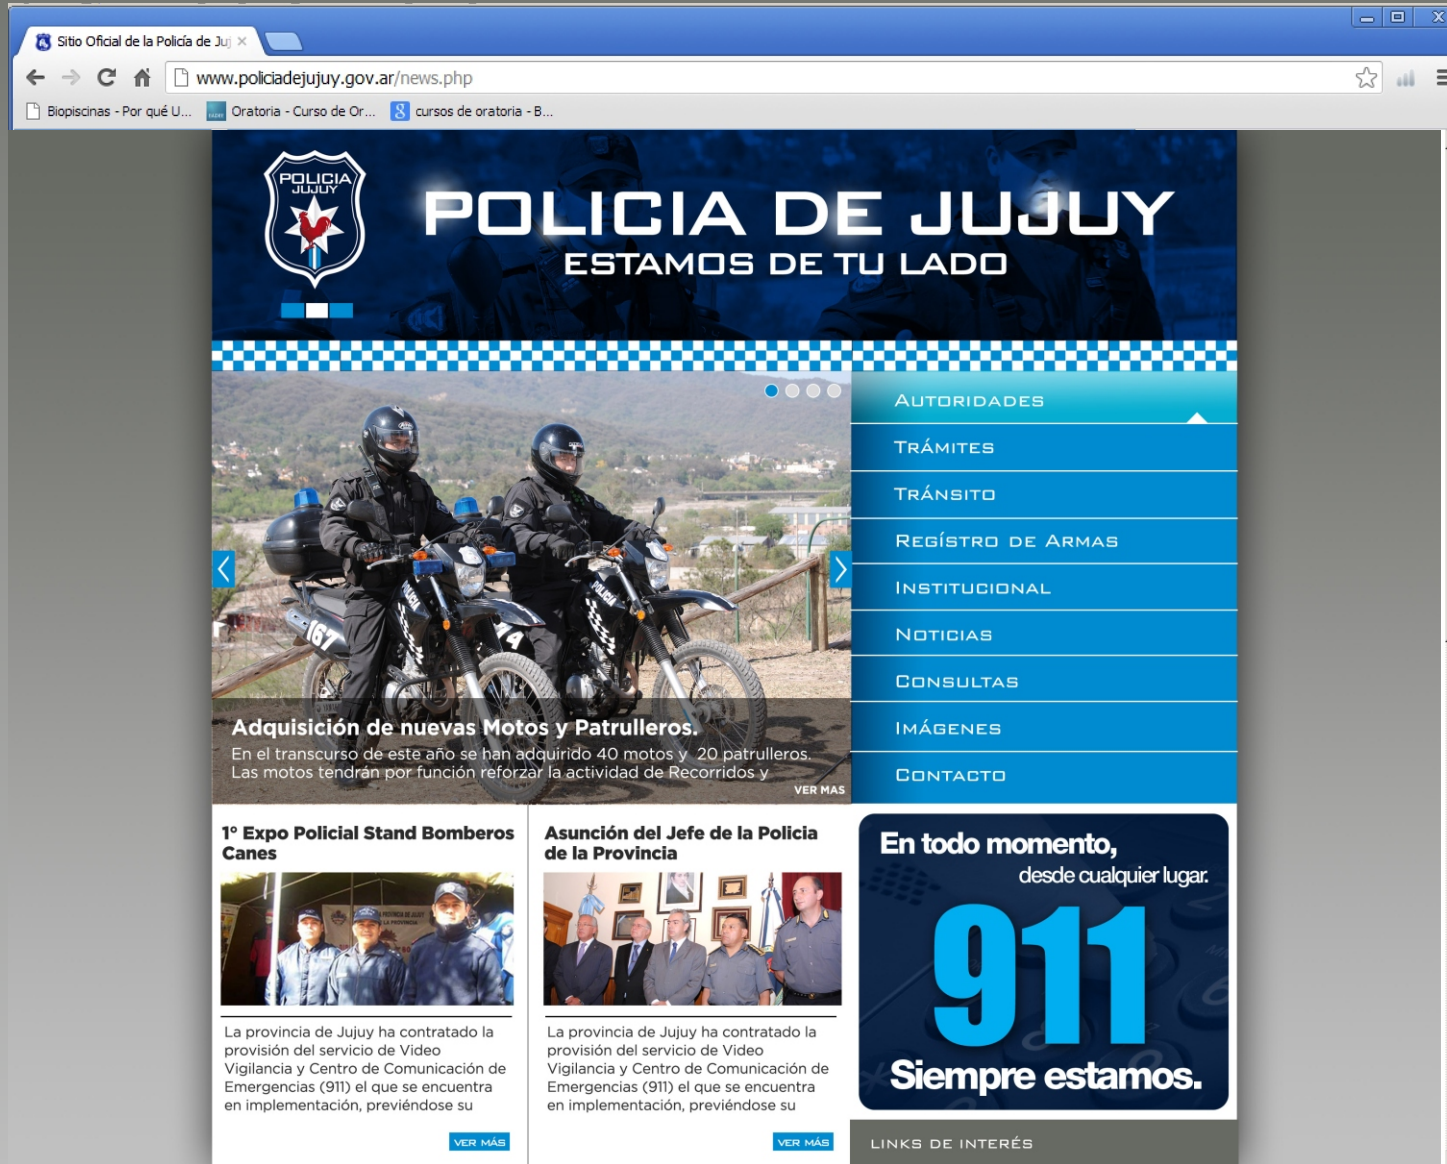 Sitio Oficial de la Policía de Juj
www.policiadejujuy.gov.ar/news.php
Biopiscinas - Por qué U...
Oratoria - Curso de Or...
cursos de oratoria - B...
POLICIA
JUJUY
POLICIA DE JUJUY
ESTAMOS DE TU LADO
AUTORIDADES
TRÁMITES
TRÁNSITO
REGÍSTRO DE ARMAS
INSTITUCIONAL
NOTICIAS
CONSULTAS
IMÁGENES
CONTACTO
POLICIA
167
74
Adquisición de nuevas Motos y Patrulleros.
En el transcurso de este año se han adquirido 40 motos y 20 patrulleros.
Las motos tendrán por función reforzar la actividad de Recorridos y
VER MAS
1° Expo Policial Stand Bomberos
Canes
La provincia de Jujuy ha contratado la
provisión del servicio de Video
Vigilancia y Centro de Comunicación de
Emergencias (911) el que se encuentra
en implementación, previéndose su
VER MÁS
Asunción del Jefe de la Policia
de la Provincia
La provincia de Jujuy ha contratado la
provisión del servicio de Video
Vigilancia y Centro de Comunicación de
Emergencias (911) el que se encuentra
en implementación, previéndose su
VER MÁS
En todo momento,
desde cualquier lugar.
911
Siempre estamos.
LINKS DE INTERÉS